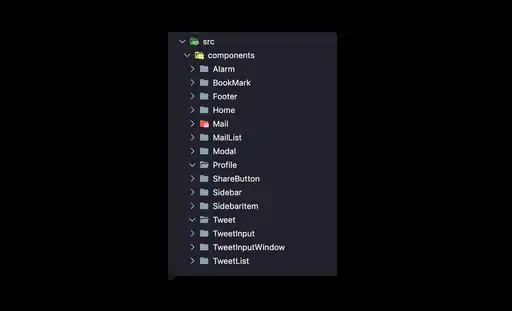 src
components
Alarm
BookMark
Footer
Home
Mail
MailList
Modal
Profile
ShareButton
Sidebar
SidebarItem
Tweet
TweetInput
TweetInputWindow
TweetList